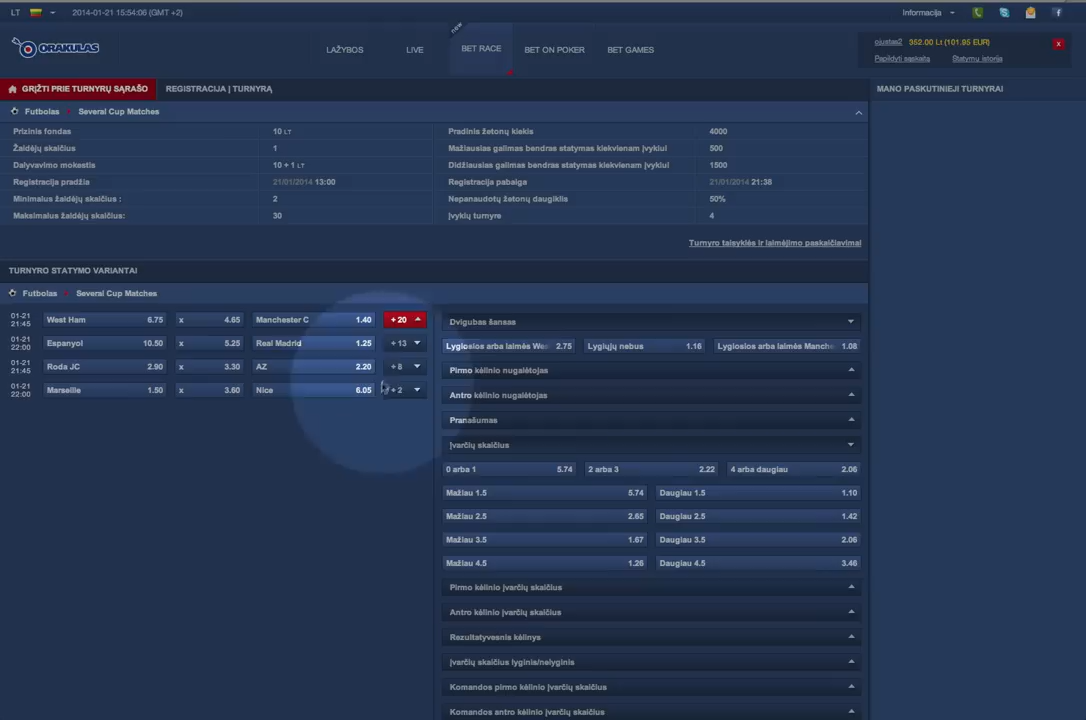 LT
2014-01-21 15:54:06 (GMT +2)
Informacija
ORAKULAS
LAŽYBOS
LIVE
new
BET RACE
BET ON POKER
BET GAMES
ojustas2 352.00 Lt (101.95 EUR) x
Papildyti sąskaitą Statymų istorija
GRĮŽTI PRIE TURNYRŲ SĄRAŠO
REGISTRACIJA Į TURNYRĄ
MANO PASKUTINIEJI TURNYRAI
Futbolas Several Cup Matches
Prizinis fondas 10 LT
Pradinis žetonų kiekis 4000
Žaidėjų skaičius 1
Mažiausias galimas bendras statymas kiekvienam įvykiui 500
Dalyvavimo mokestis 10 + 1 LT
Didžiausias galimas bendras statymas kiekvienam įvykiui 1500
Registracija pradžia 21/01/2014 13:00
Registracija pabaiga 21/01/2014 21:38
Minimalus žaidėjų skaičius : 2
Nepanaudotų žetonų daugiklis 50%
Maksimalus žaidėjų skaičius: 30
Įvykių turnyre 4
Turnyro taisyklės ir laimėjimo paskaičiavimai
TURNYRO STATYMO VARIANTAI
Futbolas Several Cup Matches
01-21 21:45 West Ham 6.75 x 4.65 Manchester C 1.40 + 20
01-21 22:00 Espanyol 10.50 x 5.25 Real Madrid 1.25 + 13
01-21 21:45 Roda JC 2.90 x 3.30 AZ 2.20 + 8
01-21 22:00 Marseille 1.50 x 3.60 Nice 6.05 + 2
Dvigubas šansas
Lygiosios arba laimės Wes 2.75 Lygiųjų nebus 1.16 Lygiosios arba laimės Manche 1.08
Pirmo kėlinio nugalėtojas
Antro kėlinio nugalėtojas
Pranašumas
Įvarčių skaičius
0 arba 1 5.74 2 arba 3 2.22 4 arba daugiau 2.06
Mažiau 1.5 5.74 Daugiau 1.5 1.10
Mažiau 2.5 2.65 Daugiau 2.5 1.42
Mažiau 3.5 1.67 Daugiau 3.5 2.06
Mažiau 4.5 1.26 Daugiau 4.5 3.46
Pirmo kėlinio įvarčių skaičius
Antro kėlinio įvarčių skaičius
Rezultatyvesnis kėlinys
Įvarčių skaičius lyginis/nelyginis
Komandos pirmo kėlinio įvarčių skaičius
Komandos antro kėlinio įvarčių skaičius